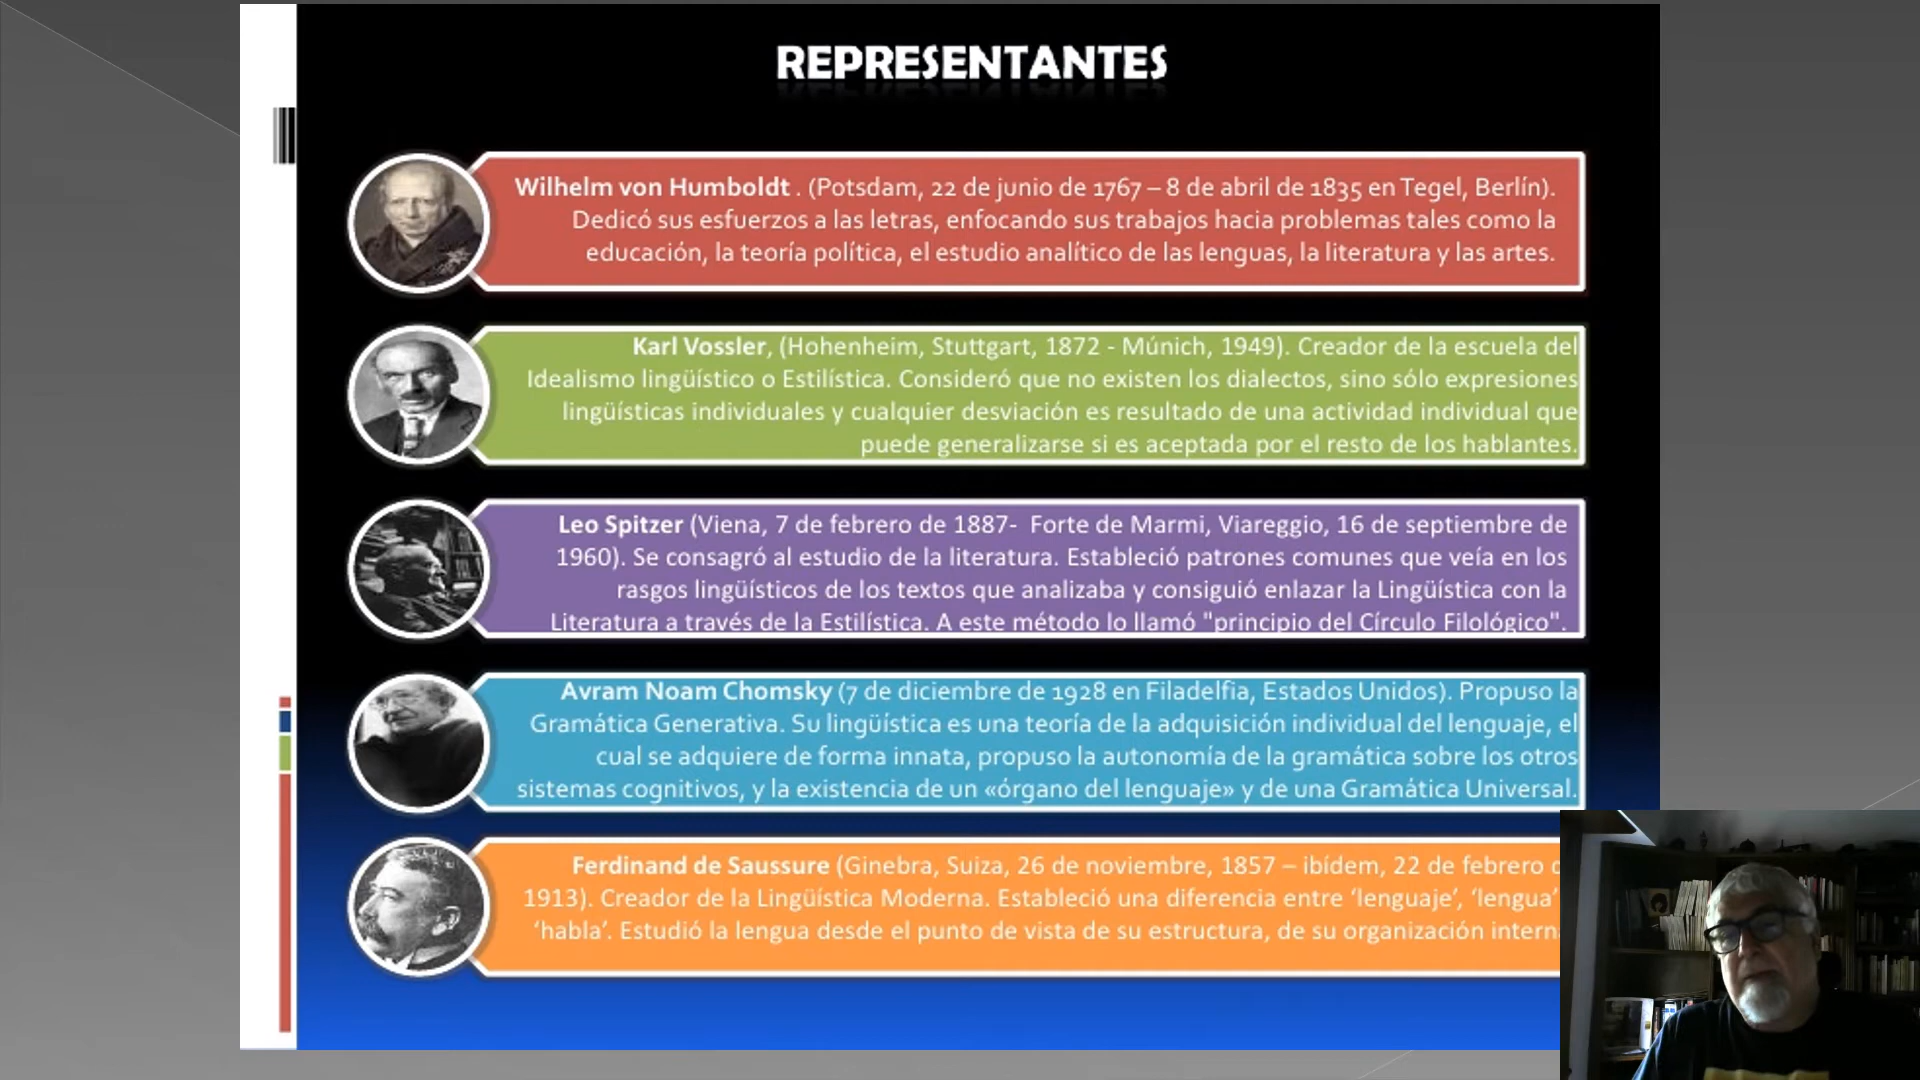 REPRESENTANTES
Wilhelm von Humboldt . (Potsdam, 22 de junio de 1767 – 8 de abril de 1835 en Tegel, Berlín).
Dedicó sus esfuerzos a las letras, enfocando sus trabajos hacia problemas tales como la
educación, la teoría política, el estudio analítico de las lenguas, la literatura y las artes.
Karl Vossler, (Hohenheim, Stuttgart, 1872 - Múnich, 1949). Creador de la escuela del
Idealismo lingüístico o Estilística. Consideró que no existen los dialectos, sino sólo expresiones
lingüísticas individuales y cualquier desviación es resultado de una actividad individual que
puede generalizarse si es aceptada por el resto de los hablantes.
Leo Spitzer (Viena, 7 de febrero de 1887- Forte de Marmi, Viareggio, 16 de septiembre de
1960). Se consagró al estudio de la literatura. Estableció patrones comunes que veía en los
rasgos lingüísticos de los textos que analizaba y consiguió enlazar la Lingüística con la
Literatura a través de la Estilística. A este método lo llamó "principio del Círculo Filológico".
Avram Noam Chomsky (7 de diciembre de 1928 en Filadelfia, Estados Unidos). Propuso la
Gramática Generativa. Su lingüística es una teoría de la adquisición individual del lenguaje, el
cual se adquiere de forma innata, propuso la autonomía de la gramática sobre los otros
sistemas cognitivos, y la existencia de un «órgano del lenguaje» y de una Gramática Universal.
Ferdinand de Saussure (Ginebra, Suiza, 26 de noviembre, 1857 – ibídem, 22 de febrero
1913). Creador de la Lingüística Moderna. Estableció una diferencia entre ‘lenguaje’, ‘lengua’
‘habla’. Estudió la lengua desde el punto de vista de su estructura, de su organización